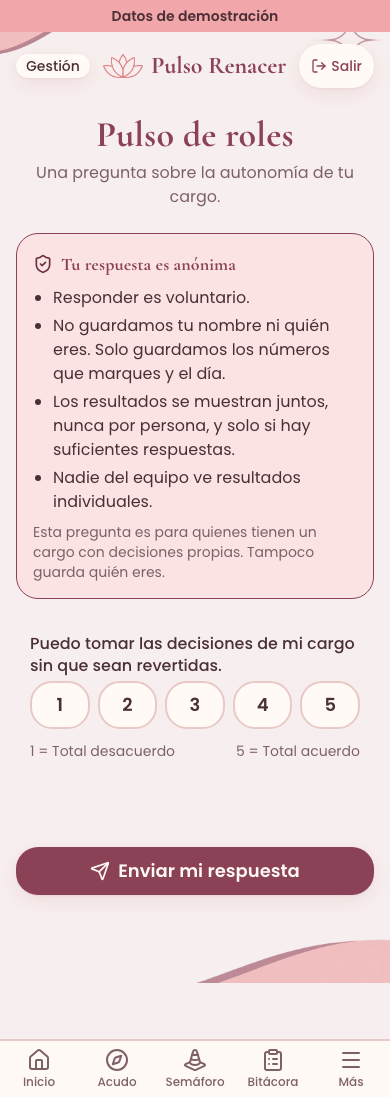 Datos de demostración
Gestión
Pulso Renacer
Salir
Pulso de roles
Una pregunta sobre la autonomía de tu
cargo.
Tu respuesta es anónima
• Responder es voluntario.
• No guardamos tu nombre ni quién
eres. Solo guardamos los números
que marques y el día.
• Los resultados se muestran juntos,
nunca por persona, y solo si hay
suficientes respuestas.
• Nadie del equipo ve resultados
individuales.
Esta pregunta es para quienes tienen un
cargo con decisiones propias. Tampoco
guarda quién eres.
Puedo tomar las decisiones de mi cargo
sin que sean revertidas.
1 2 3 4 5
1 = Total desacuerdo 5 = Total acuerdo
Enviar mi respuesta
Inicio Acudo Semáforo Bitácora Más